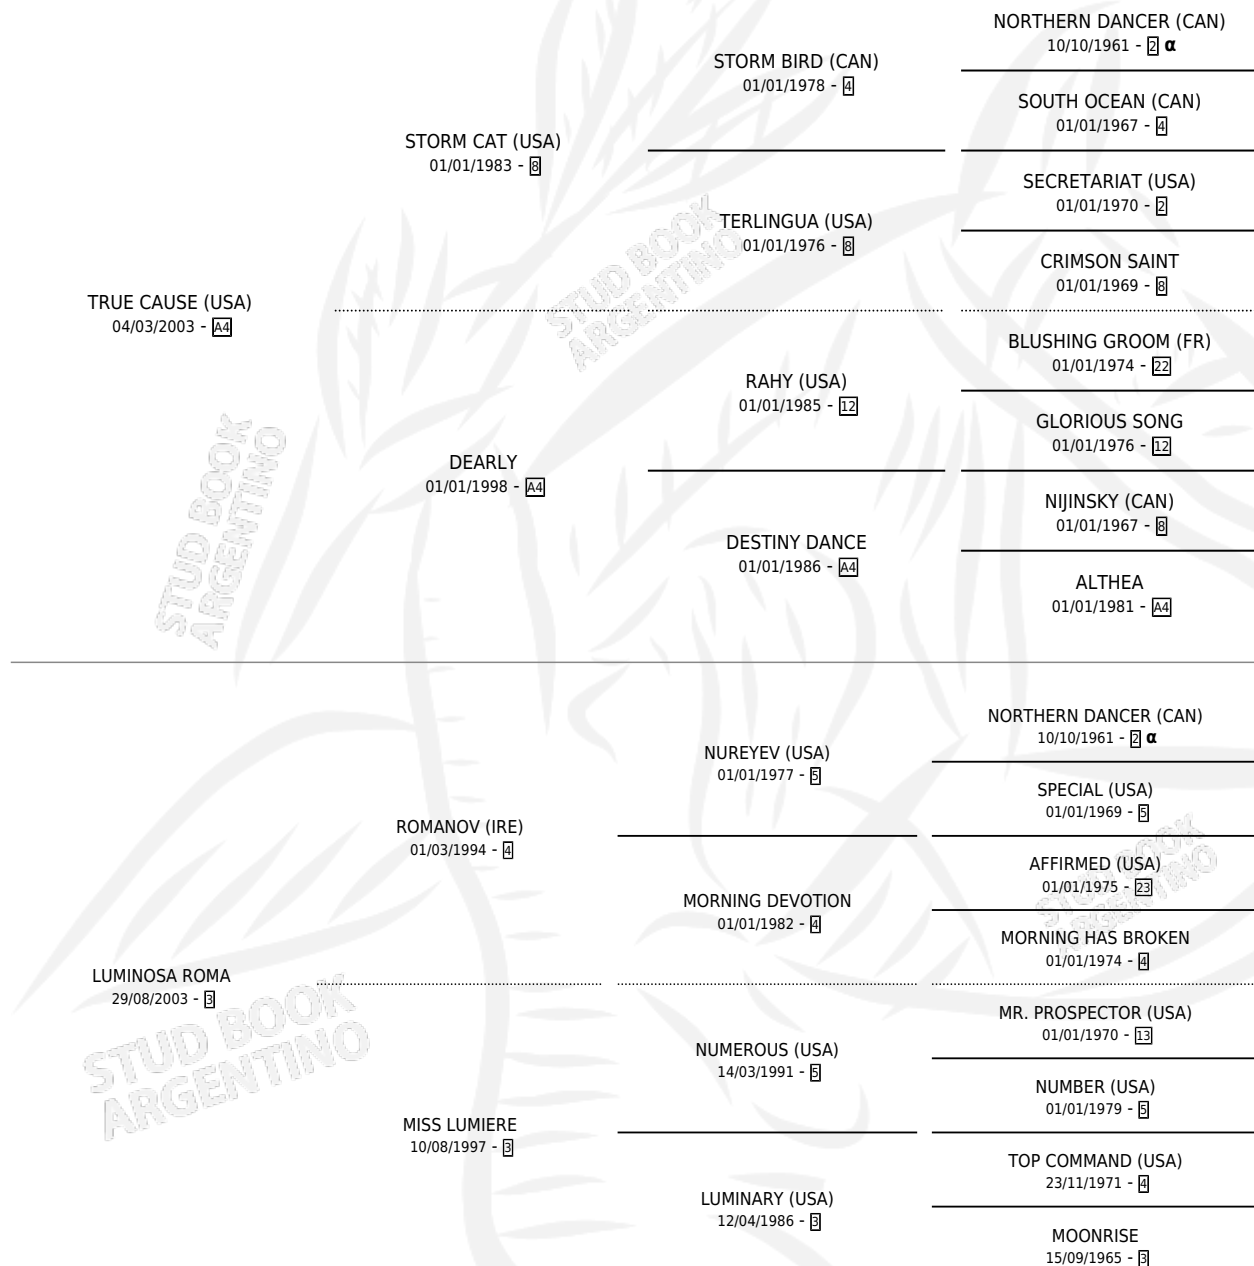 NORTHERN DANCER (CAN)
10/10/1961 - 2 α
STORM BIRD (CAN)
01/01/1978 - 4
SOUTH OCEAN (CAN)
01/01/1967 - 4
STORM CAT (USA)
01/01/1983 - 8
SECRETARIAT (USA)
01/01/1970 - 2
TERLINGUA (USA)
01/01/1976 - 8
CRIMSON SAINT
01/01/1969 - 8
TRUE CAUSE (USA)
04/03/2003 - A4
BLUSHING GROOM (FR)
01/01/1974 - 22
RAHY (USA)
01/01/1985 - 12
GLORIOUS SONG
01/01/1976 - 12
DEARLY
01/01/1998 - A4
NIJINSKY (CAN)
01/01/1967 - 8
DESTINY DANCE
01/01/1986 - A4
ALTHEA
01/01/1981 - A4
NORTHERN DANCER (CAN)
10/10/1961 - 2 α
NUREYEV (USA)
01/01/1977 - 5
SPECIAL (USA)
01/01/1969 - 5
ROMANOV (IRE)
01/03/1994 - 4
AFFIRMED (USA)
01/01/1975 - 23
MORNING DEVOTION
01/01/1982 - 4
MORNING HAS BROKEN
01/01/1974 - 4
LUMINOSA ROMA
29/08/2003 - 3
MR. PROSPECTOR (USA)
01/01/1970 - 13
NUMEROUS (USA)
14/03/1991 - 5
NUMBER (USA)
01/01/1979 - 5
MISS LUMIERE
10/08/1997 - 3
TOP COMMAND (USA)
23/11/1971 - 4
LUMINARY (USA)
12/04/1986 - 3
MOONRISE
15/09/1965 - 3
STUD BOOK
ARGENTINO
STUD BOOK
ARGENTINO
STUD BOOK
ARGENTINO
STUD BOOK
ARGENTINO